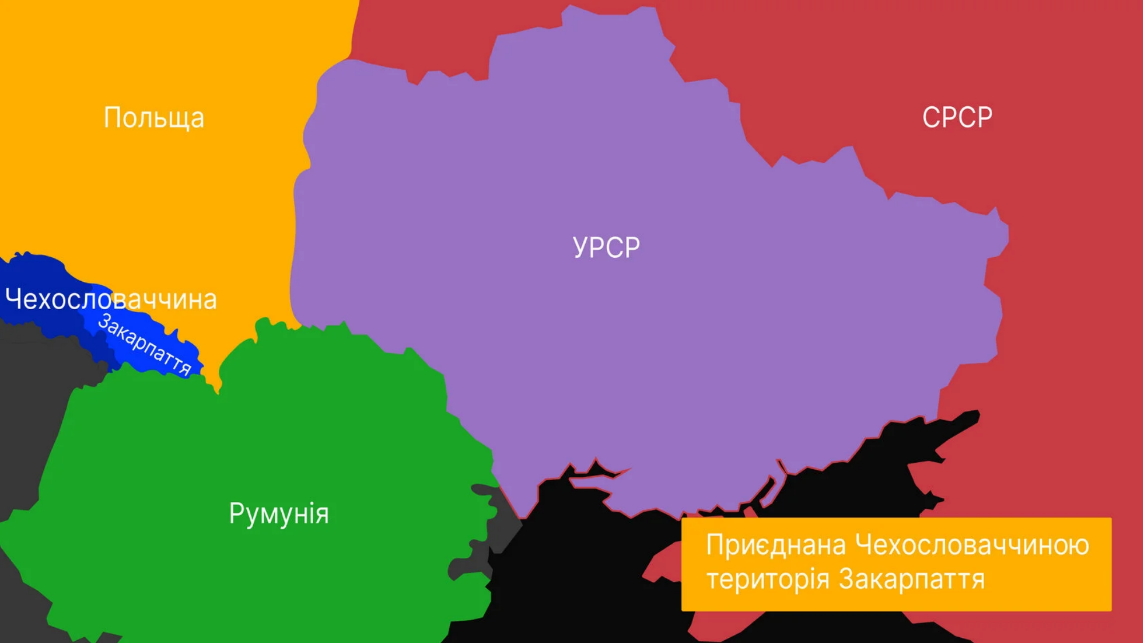 Польща
СРСР
УРСР
Чехословаччина
Закарпаття
Румунія
Приєднана Чехословаччиною
територія Закарпаття